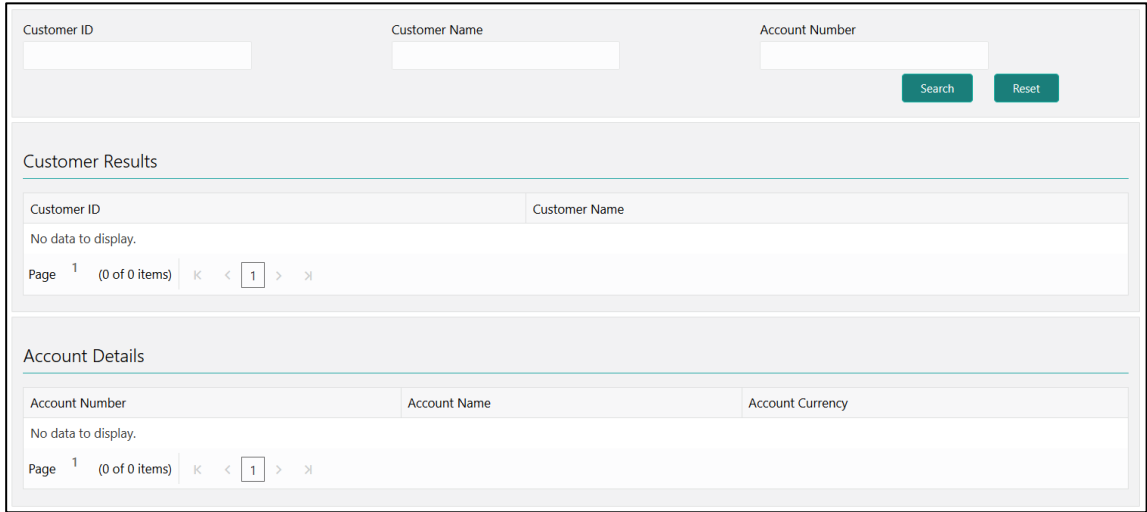 Customer ID Customer Name Account Number
Search Reset
Customer Results
Customer ID Customer Name
No data to display.
Page 1 (0 of 0 items) 1
Account Details
Account Number Account Name Account Currency
No data to display.
Page 1 (0 of 0 items) 1